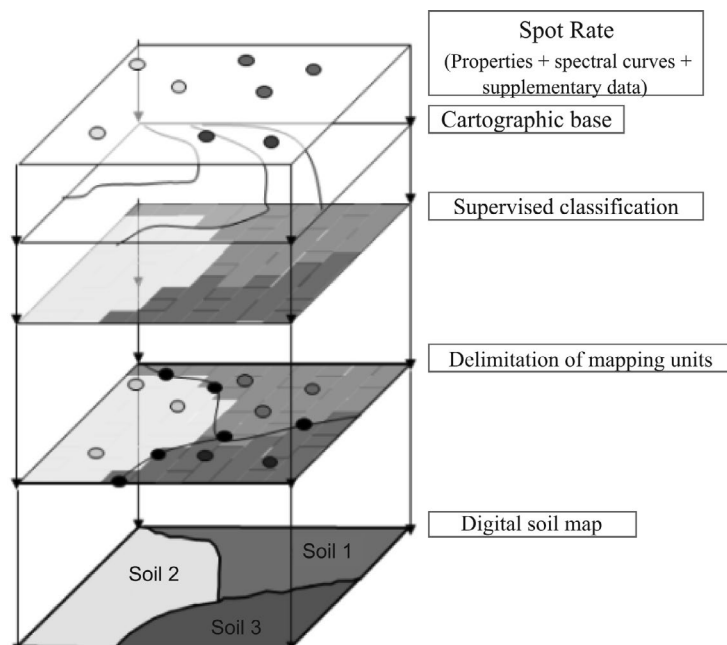 Spot Rate
(Properties + spectral curves +
supplementary data)
Cartographic base
Supervised classification
Delimitation of mapping units
Digital soil map
Soil 1
Soil 2
Soil 3